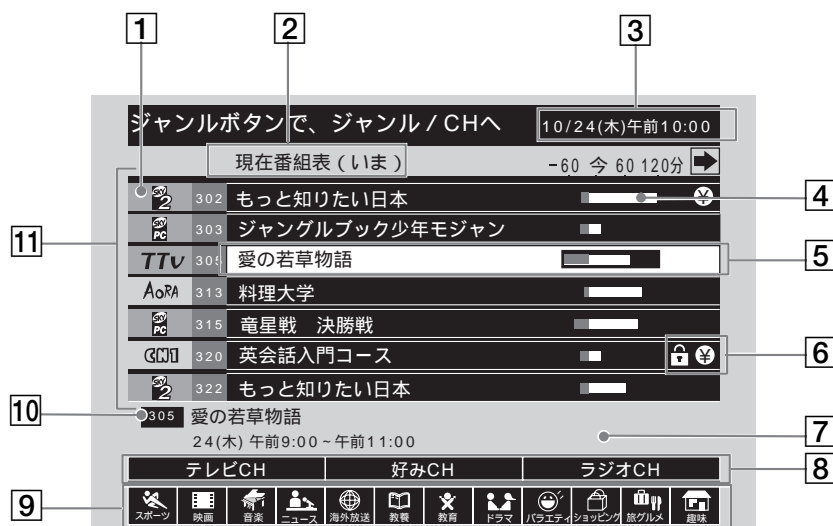 1 2 3
ジャンルボタンで、ジャンル / CHへ 10/24(木)午前10:00
現在番組表(いま) -60 今 60 120分
SKY 2 302 もっと知りたい日本 ¥ 4
SKY PC 303 ジャングルブック少年モジャン
11
TTV 305 愛の若草物語 5
AORA 313 料理大学
SKY PC 315 竜星戦 決勝戦
GN1 320 英会話入門コース ¥ 6
SKY 2 322 もっと知りたい日本
10 305 愛の若草物語
24(木) 午前9:00~午前11:00 7
テレビCH 好みCH ラジオCH 8
9 スポーツ 映画 音楽 ニュース 海外放送 教養 教育 ドラマ バラエティ ショッピング 旅グルメ 趣味